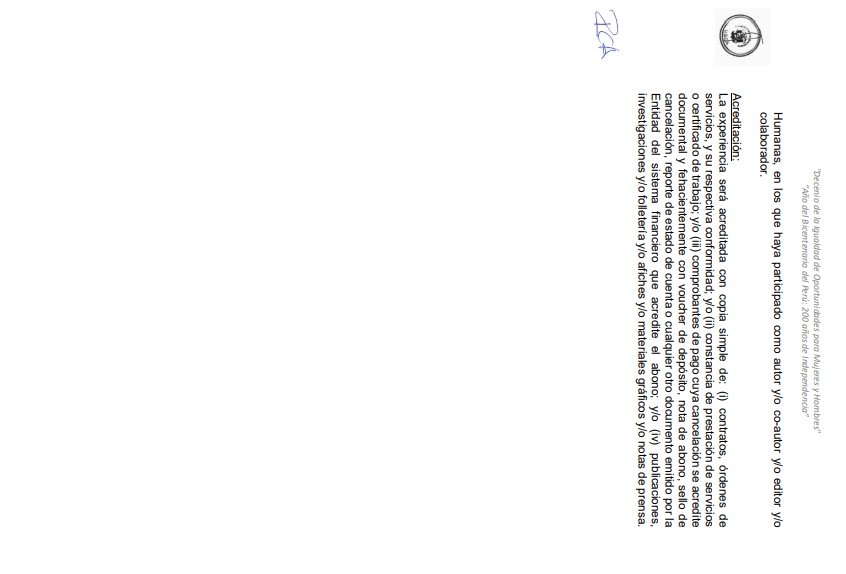 "Decenio de la Igualdad de Oportunidades para Mujeres y Hombres"
"Año del Bicentenario del Perú: 200 años de Independencia"
Humanas, en los que haya participado como autor y/o co-autor y/o editor y/o
colaborador.
Acreditación:
La experiencia será acreditada con copia simple de: (i) contratos, órdenes de
servicios, y su respectiva conformidad; y/o (ii) constancia de prestación de servicios
o certificado de trabajo; y/o (iii) comprobantes de pago cuya cancelación se acredite
documental y fehacientemente con voucher de depósito, nota de abono, sello de
cancelación, reporte de estado de cuenta o cualquier otro documento emitido por la
Entidad del sistema financiero que acredite el abono; y/o (iv) publicaciones,
investigaciones y/o folletería y/o afiches y/o materiales gráficos y/o notas de prensa.